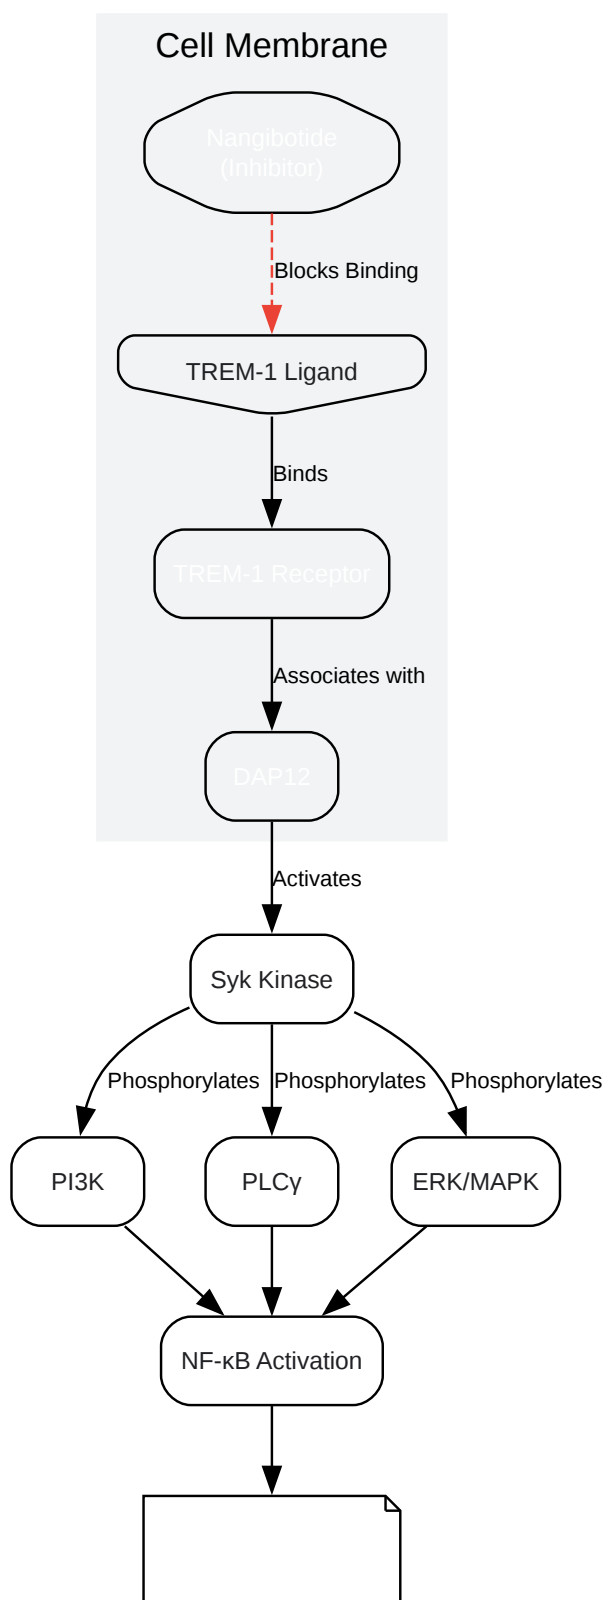 Cell Membrane
Nangibotide
(Inhibitor)
Blocks Binding
TREM-1 Ligand
Binds
TREM-1 Receptor
Associates with
DAP12
Activates
Syk Kinase
Phosphorylates Phosphorylates Phosphorylates
PI3K PLCγ ERK/MAPK
NF-κB Activation